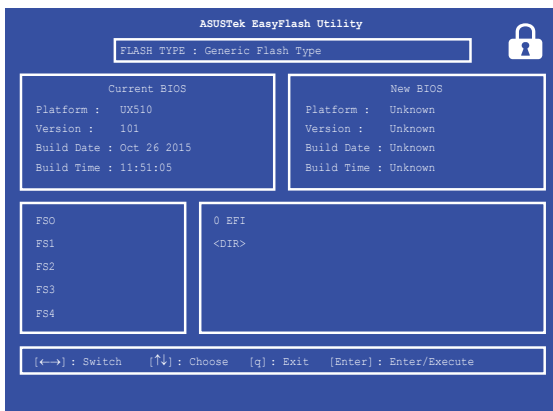 ASUSTek EasyFlash Utility
FLASH TYPE : Generic Flash Type
Current BIOS
Platform : UX510
Version : 101
Build Date : Oct 26 2015
Build Time : 11:51:05
New BIOS
Platform : Unknown
Version : Unknown
Build Date : Unknown
Build Time : Unknown
FSO
FS1
FS2
FS3
FS4
0 EFI
<DIR>
[←→] : Switch [↑↓] : Choose [q] : Exit [Enter] : Enter/Execute